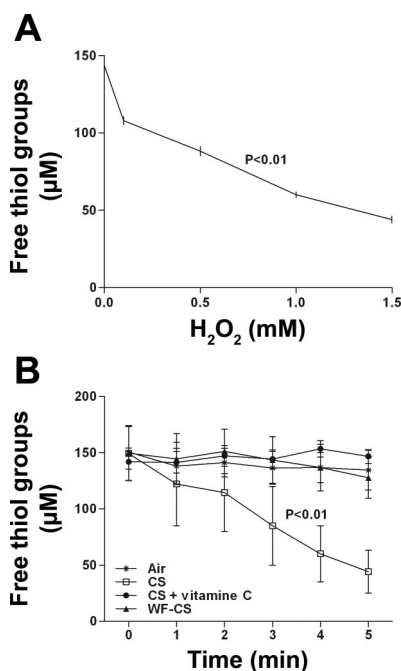 A
Free thiol groups
(µM)
150
100
50
0
P<0.01
0.0
0.5
1.0
1.5
H₂O₂ (mM)
B
Free thiol groups
(µM)
200
150
100
50
0
P<0.01
Air
CS
CS + vitamine C
WF-CS
0
1
2
3
4
5
Time (min)